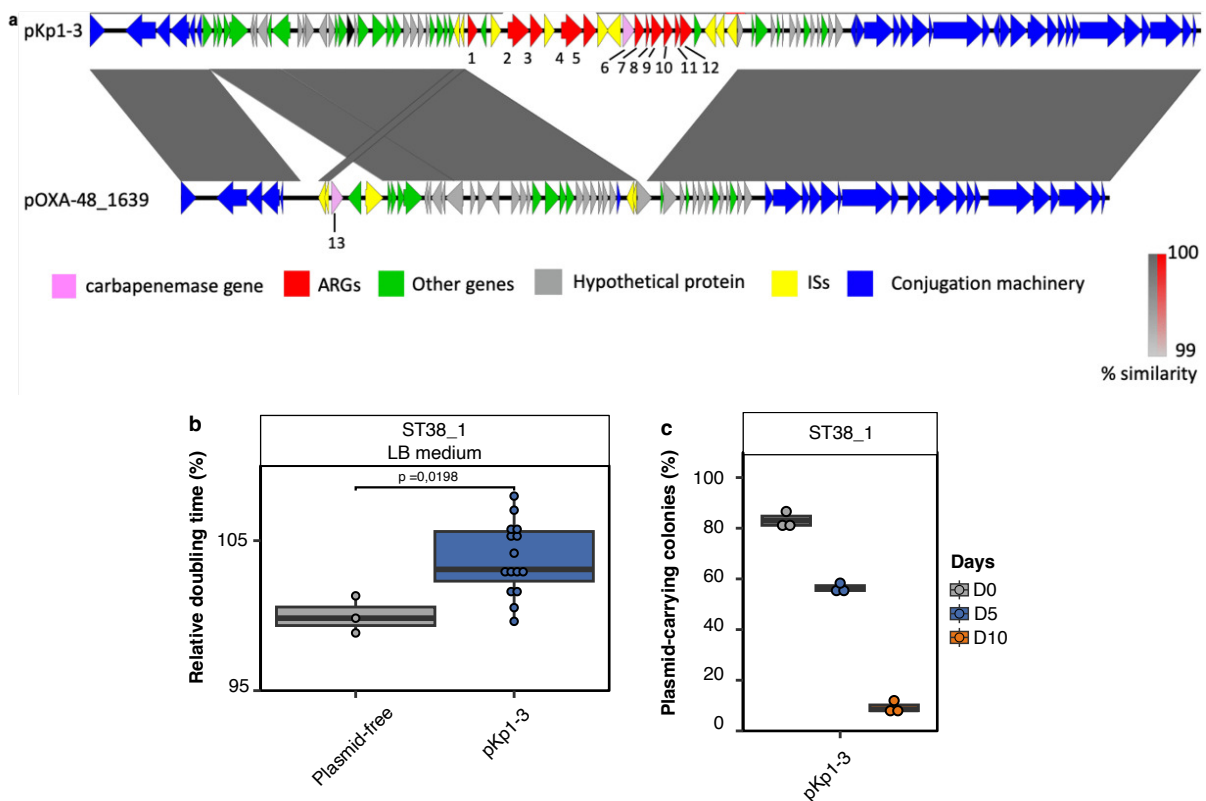 a
pKp1-3
1 2 3 4 5 6 7 8 9 10 11 12
pOXA-48_1639
13
carbapenemase gene ARGs Other genes Hypothetical protein ISs Conjugation machinery
100
99
% similarity
b
ST38_1
LB medium
p =0,0198
Relative doubling time (%)
105
95
Plasmid-free
pKp1-3
c
ST38_1
Plasmid-carrying colonies (%)
100
80
60
40
20
0
pKp1-3
Days
D0
D5
D10